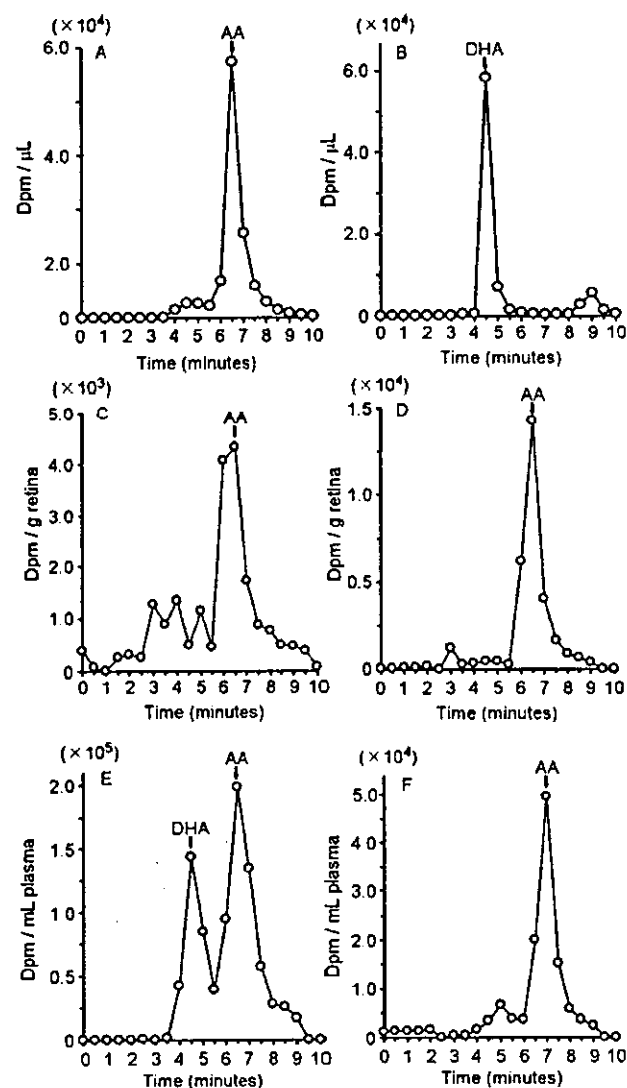 (×10⁴)
A
AA
6.0
4.0
2.0
0
Dpm / μL
0 1 2 3 4 5 6 7 8 9 10
Time (minutes)
(×10⁴)
B
DHA
6.0
4.0
2.0
0
Dpm / μL
0 1 2 3 4 5 6 7 8 9 10
Time (minutes)
(×10³)
C
AA
5.0
4.0
3.0
2.0
1.0
0
Dpm / g retina
0 1 2 3 4 5 6 7 8 9 10
Time (minutes)
(×10⁴)
D
AA
1.5
1.0
0.5
0
Dpm / g retina
0 1 2 3 4 5 6 7 8 9 10
Time (minutes)
(×10⁵)
E
DHA
AA
2.0
1.5
1.0
0.5
0
Dpm / mL plasma
0 1 2 3 4 5 6 7 8 9 10
Time (minutes)
(×10⁴)
F
AA
5.0
4.0
3.0
2.0
1.0
0
Dpm / mL plasma
0 1 2 3 4 5 6 7 8 9 10
Time (minutes)